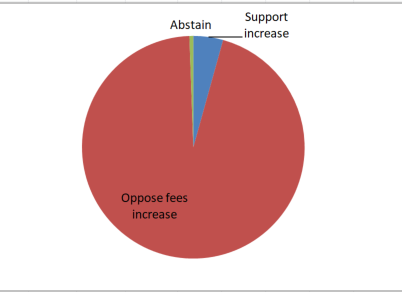 Abstain
Support
increase
Oppose fees
increase